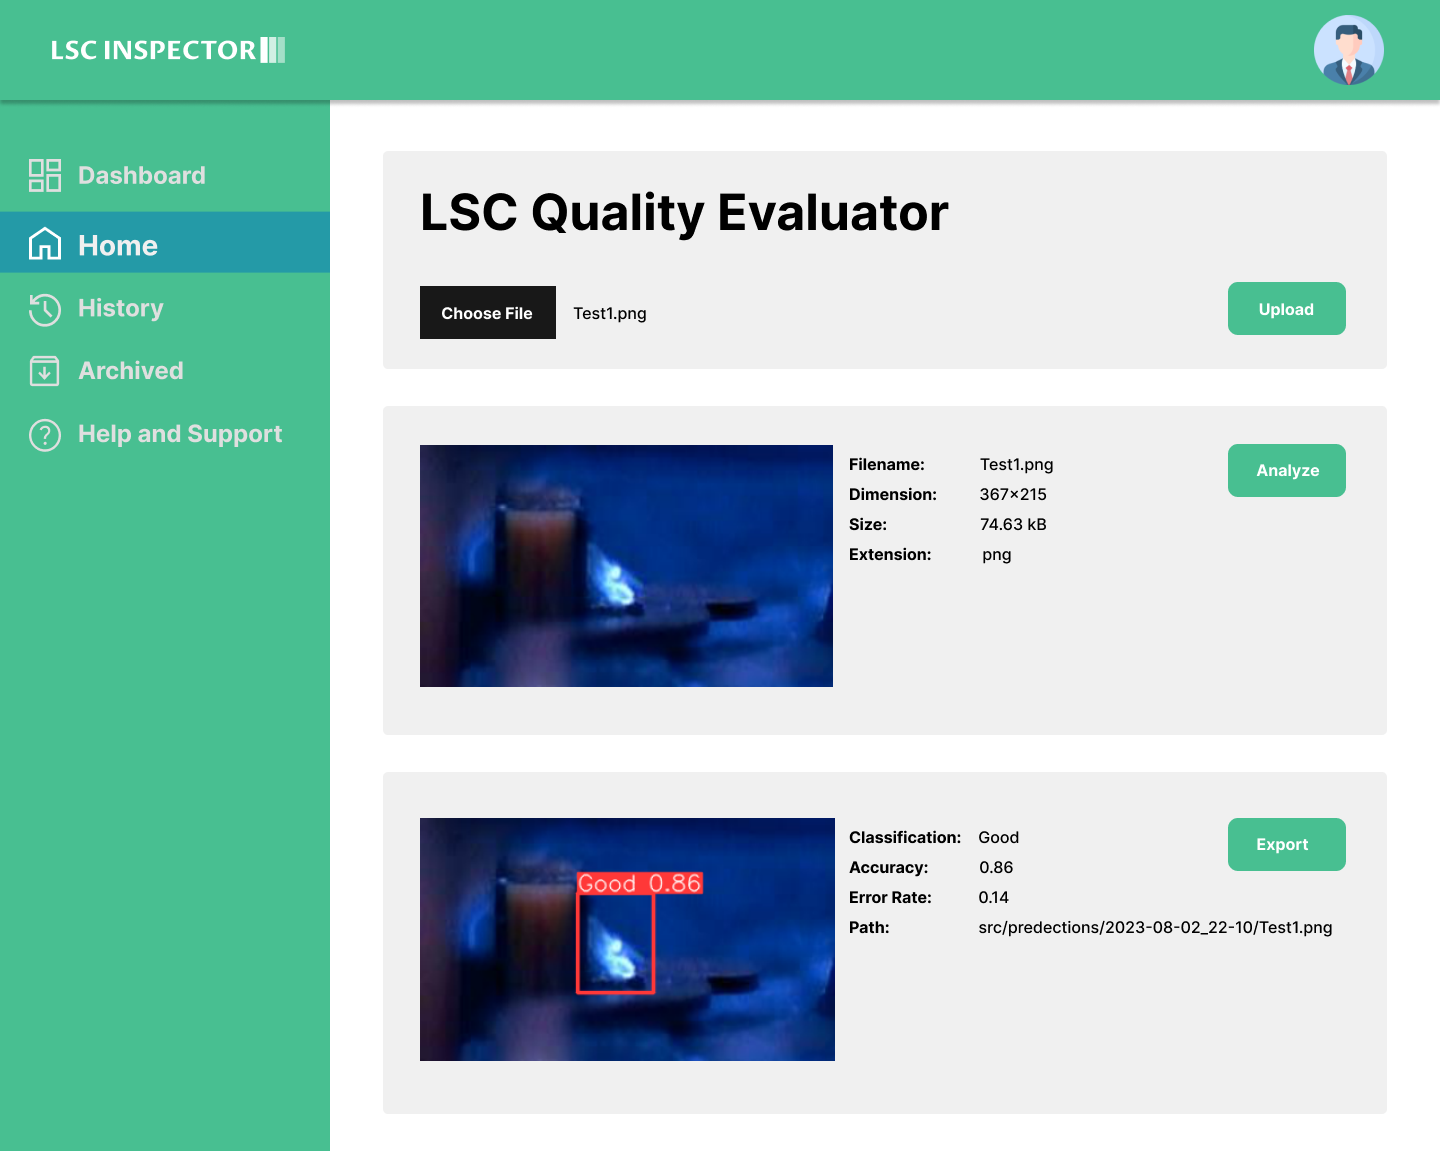 LSC INSPECTOR
Dashboard
Home
History
Archived
Help and Support
LSC Quality Evaluator
Choose File Test1.png Upload
Filename: Test1.png Analyze
Dimension: 367×215
Size: 74.63 kB
Extension: png
Good 0.86
Classification: Good Export
Accuracy: 0.86
Error Rate: 0.14
Path: src/predections/2023-08-02_22-10/Test1.png